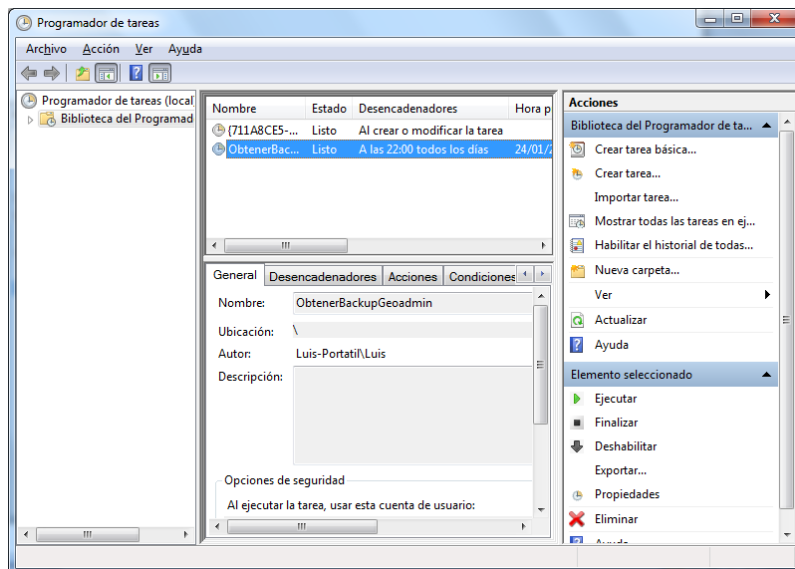 Programador de tareas
Archivo Acción Ver Ayuda
Programador de tareas (local
Biblioteca del Programad
Nombre Estado Desencadenadores Hora p
{711A8CE5-... Listo Al crear o modificar la tarea
ObtenerBac... Listo A las 22:00 todos los días 24/01/2
General Desencadenadores Acciones Condiciones
Nombre: ObtenerBackupGeoadmin
Ubicación: \
Autor: Luis-Portatil\Luis
Descripción:
Opciones de seguridad
Al ejecutar la tarea, usar esta cuenta de usuario:
Acciones
Biblioteca del Programador de ta...
Crear tarea básica...
Crear tarea...
Importar tarea...
Mostrar todas las tareas en ej...
Habilitar el historial de todas...
Nueva carpeta...
Ver
Actualizar
Ayuda
Elemento seleccionado
Ejecutar
Finalizar
Deshabilitar
Exportar...
Propiedades
Eliminar
Ayuda